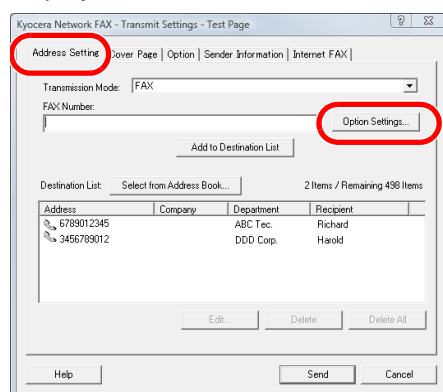 Kyocera Network FAX - Transmit Settings - Test Page
Address Setting Cover Page Option Sender Information Internet FAX
Transmission Mode: FAX
FAX Number:
Option Settings...
Add to Destination List
Destination List: Select from Address Book... 2 Items / Remaining 498 Items
Address Company Department Recipient
6789012345 ABC Tec. Richard
3456789012 DDD Corp. Harold
Edit... Delete Delete All
Help Send Cancel